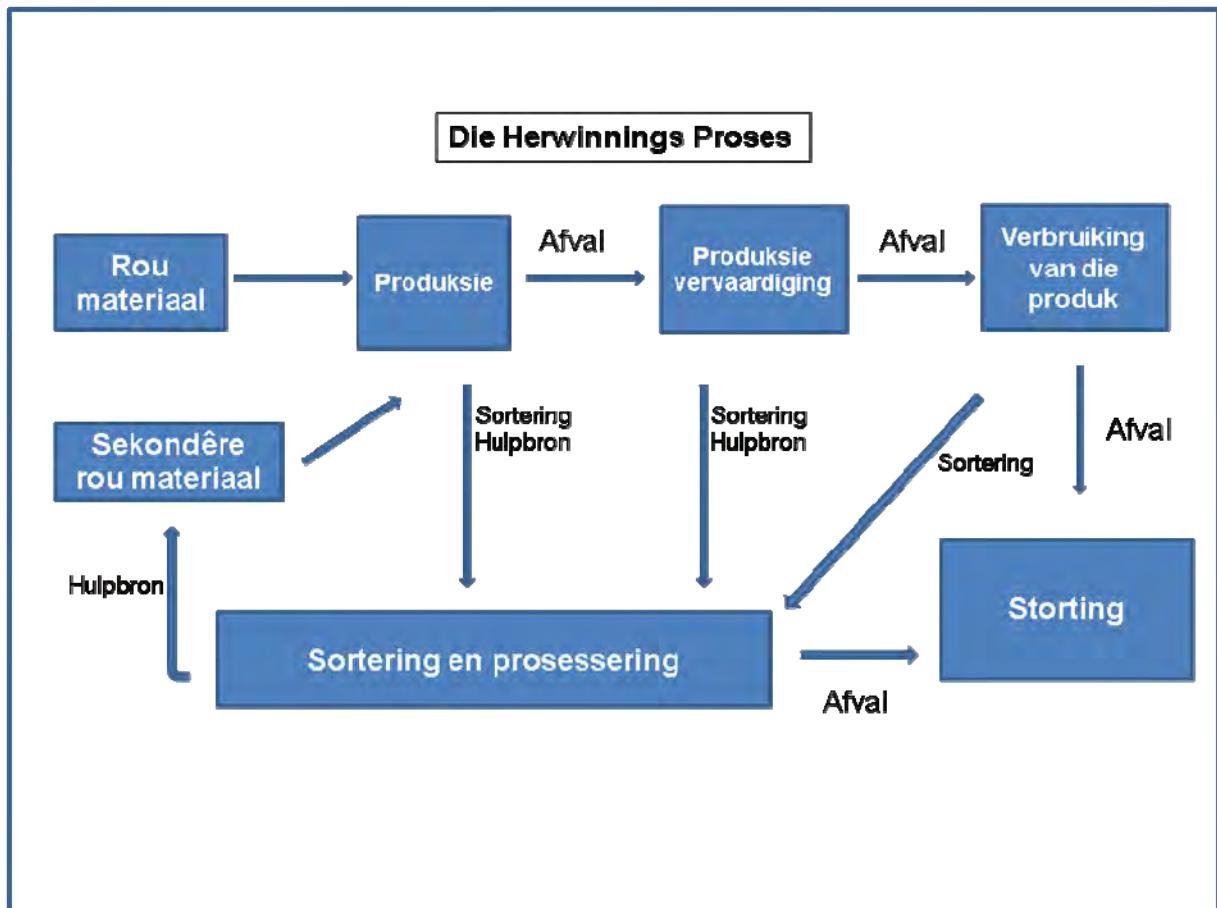 Die Herwinnings Proses
Rou
materiaal
Produksie
Afval
Produksie
vervaardiging
Afval
Verbruiking
van die
produk
Sekondêre
rou materiaal
Sortering
Hulpbron
Sortering
Hulpbron
Sortering
Afval
Hulpbron
Sortering en prosessering
Afval
Storting